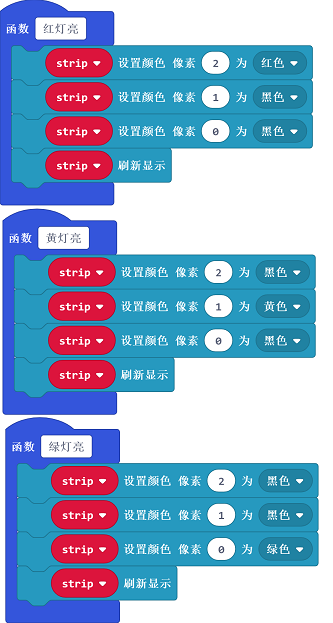 函数 红灯亮
strip 设置颜色 像素 2 为 红色
strip 设置颜色 像素 1 为 黑色
strip 设置颜色 像素 0 为 黑色
strip 刷新显示
函数 黄灯亮
strip 设置颜色 像素 2 为 黑色
strip 设置颜色 像素 1 为 黄色
strip 设置颜色 像素 0 为 黑色
strip 刷新显示
函数 绿灯亮
strip 设置颜色 像素 2 为 黑色
strip 设置颜色 像素 1 为 黑色
strip 设置颜色 像素 0 为 绿色
strip 刷新显示